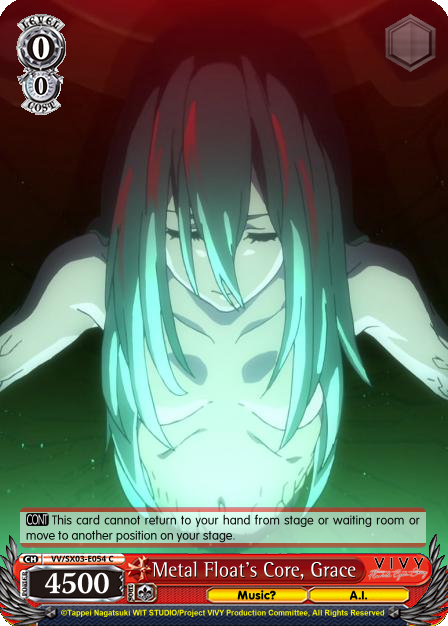 LEVEL
0
0
COST
CONT This card cannot return to your hand from stage or waiting room or
move to another position on your stage.
CH VV/SX03-E054 C
POWER 4500 SOUL Metal Float's Core, Grace VIVY
Music? A.I.
©Tappei Nagatsuki WIT STUDIO/Project VIVY Production Committee, All Rights Reserved